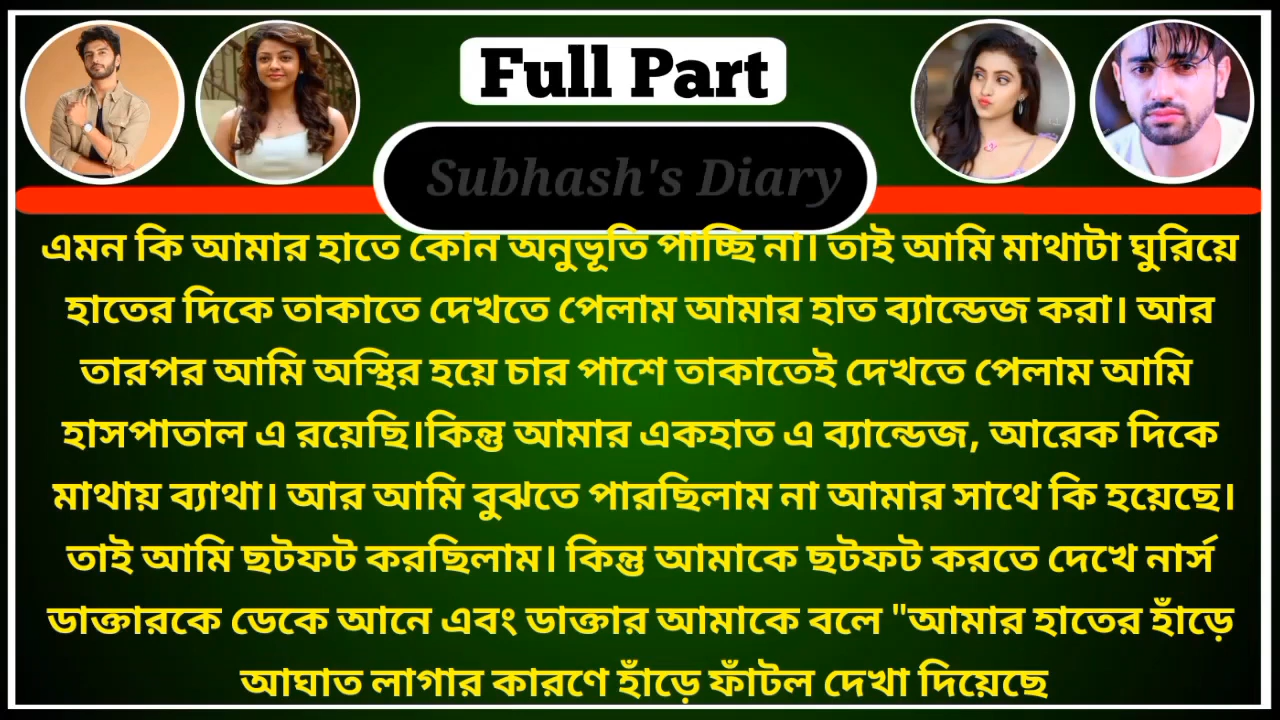 Full Part
Subhash's Diary
এমন কি আমার হাতে কোন অনুভূতি পাচ্ছি না। তাই আমি মাথাটা ঘুরিয়ে
হাতের দিকে তাকাতে দেখতে পেলাম আমার হাত ব্যান্ডেজ করা। আর
তারপর আমি অস্থির হয়ে চার পাশে তাকাতেই দেখতে পেলাম আমি
হাসপাতাল এ রয়েছি।কিন্তু আমার একহাত এ ব্যান্ডেজ, আরেক দিকে
মাথায় ব্যাথা। আর আমি বুঝতে পারছিলাম না আমার সাথে কি হয়েছে।
তাই আমি ছটফট করছিলাম। কিন্তু আমাকে ছটফট করতে দেখে নার্স
ডাক্তারকে ডেকে আনে এবং ডাক্তার আমাকে বলে "আমার হাতের হাঁড়ে
আঘাত লাগার কারণে হাঁড়ে ফাঁটল দেখা দিয়েছে